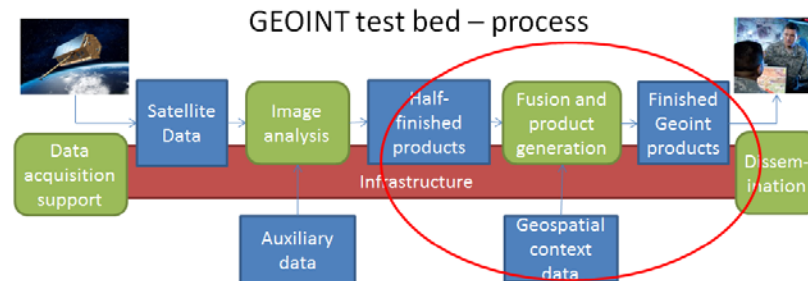 GEOINT test bed – process
Satellite
Data
Image
analysis
Half-
finished
products
Fusion and
product
generation
Finished
Geoint
products
Data
acquisition
support
Infrastructure
Dissem-
ination
Auxiliary
data
Geospatial
context
data